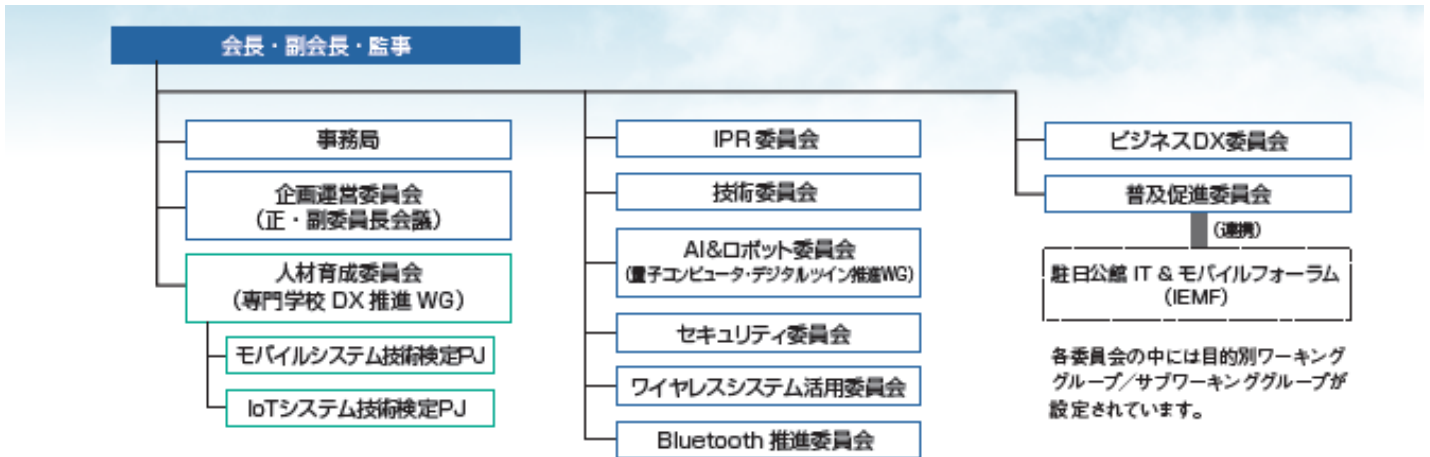 会長・副会長・監事
事務局
企画運営委員会
(正・副委員長会議)
人材育成委員会
(専門学校 DX 推進 WG)
モバイルシステム技術検定PJ
IoTシステム技術検定PJ
IPR 委員会
技術委員会
AI&ロボット委員会
(量子コンピュータ・デジタルツイン推進WG)
セキュリティ委員会
ワイヤレスシステム活用委員会
Bluetooth 推進委員会
ビジネスDX委員会
普及促進委員会
(連携)
駐日公館 IT & モバイルフォーラム
(IEMF)
各委員会の中には目的別ワーキング
グループ/サブワーキンググループが
設定されています。